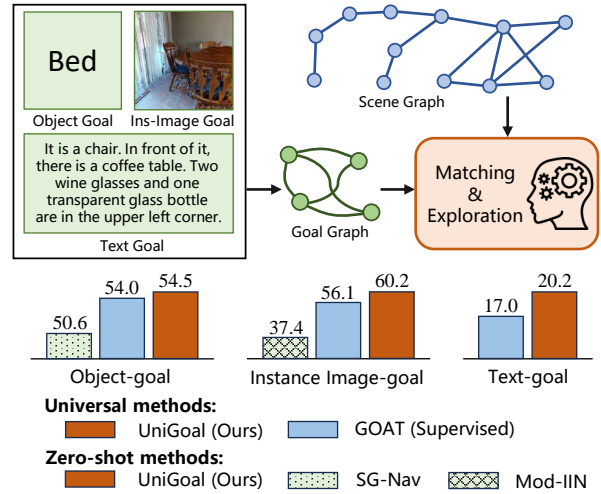 Bed
Object Goal
Ins-Image Goal
It is a chair. In front of it,
there is a coffee table. Two
wine glasses and one
transparent glass bottle
are in the upper left corner.
Text Goal
Goal Graph
Scene Graph
Matching
&
Exploration
50.6
54.0
54.5
Object-goal
37.4
56.1
60.2
Instance Image-goal
17.0
20.2
Text-goal
Universal methods:
UniGoal (Ours)
GOAT (Supervised)
Zero-shot methods:
UniGoal (Ours)
SG-Nav
Mod-IIN